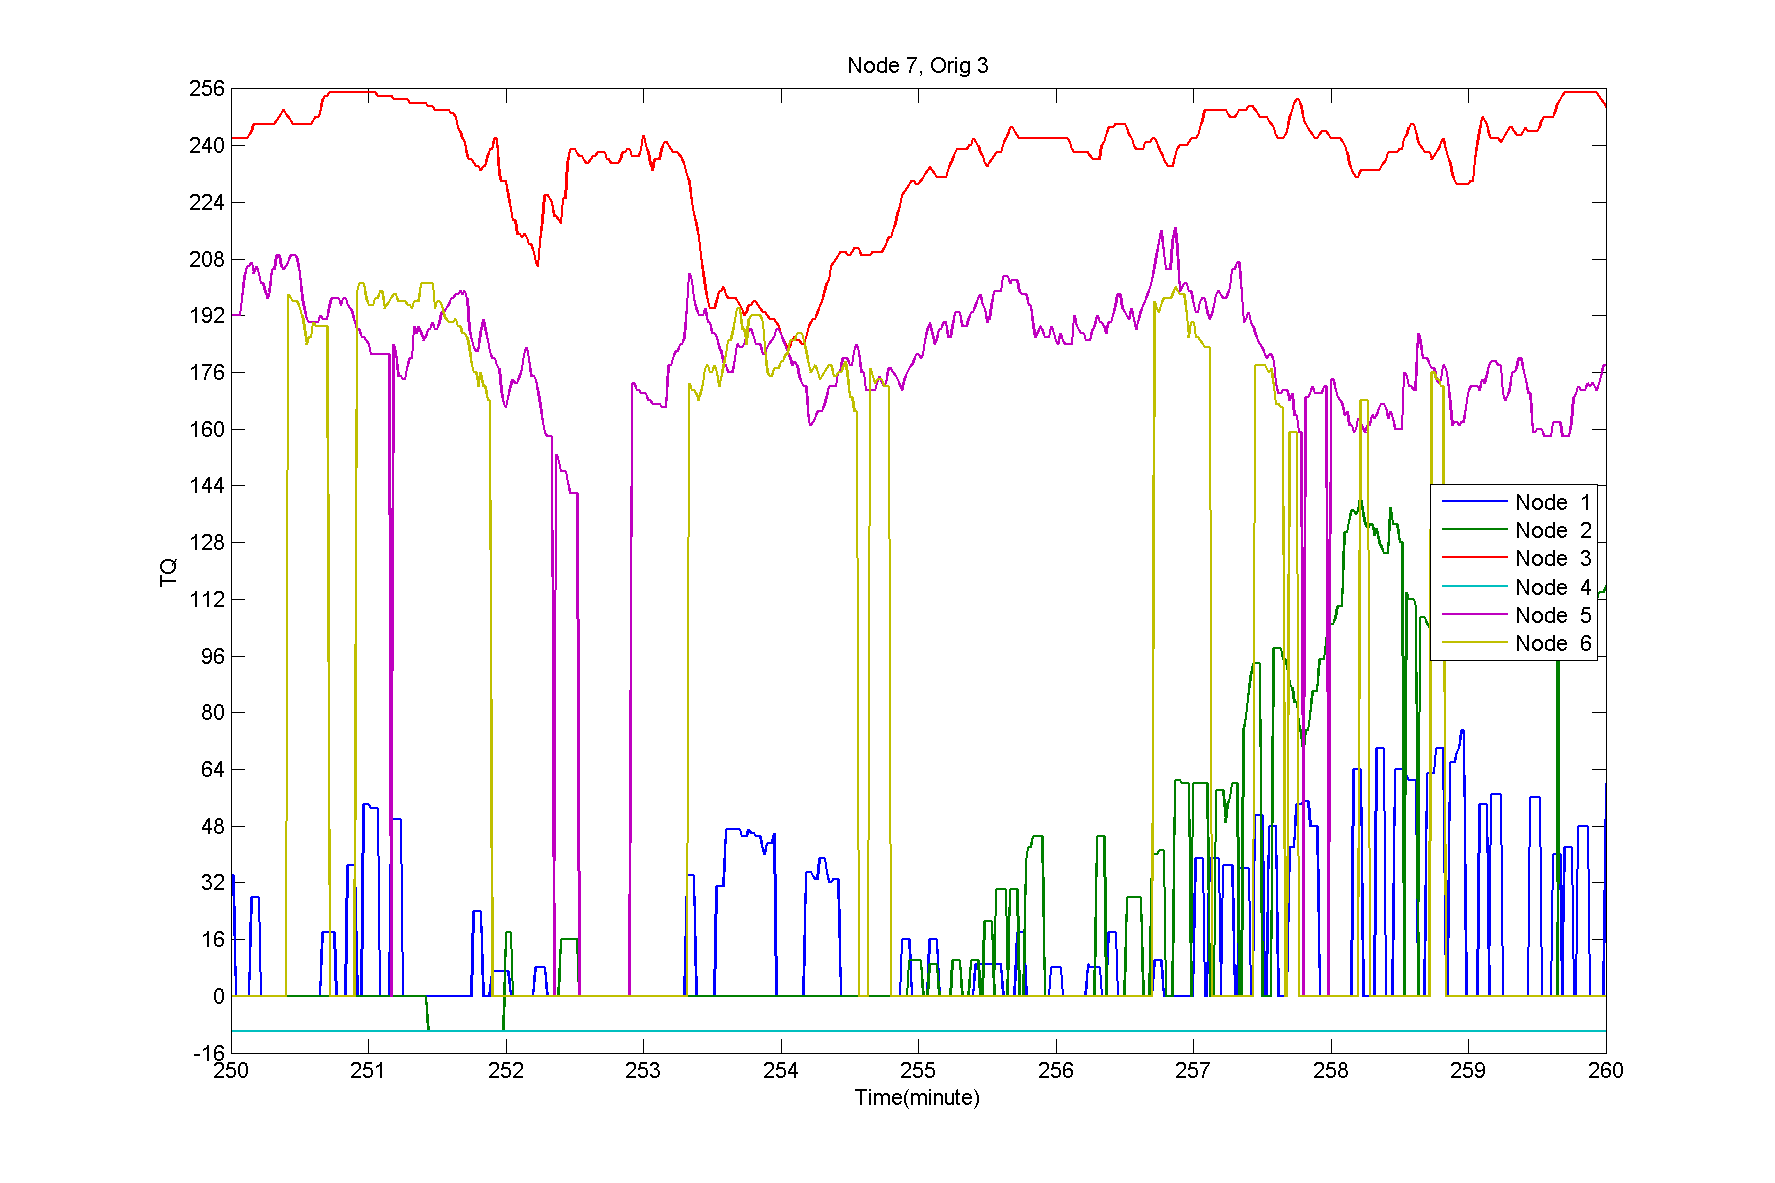 Node 7, Orig 3
256
240
224
208
192
176
160
144
128
112
96
80
64
48
32
16
0
-16
TQ
Node 1
Node 2
Node 3
Node 4
Node 5
Node 6
250 251 252 253 254 255 256 257 258 259 260
Time(minute)